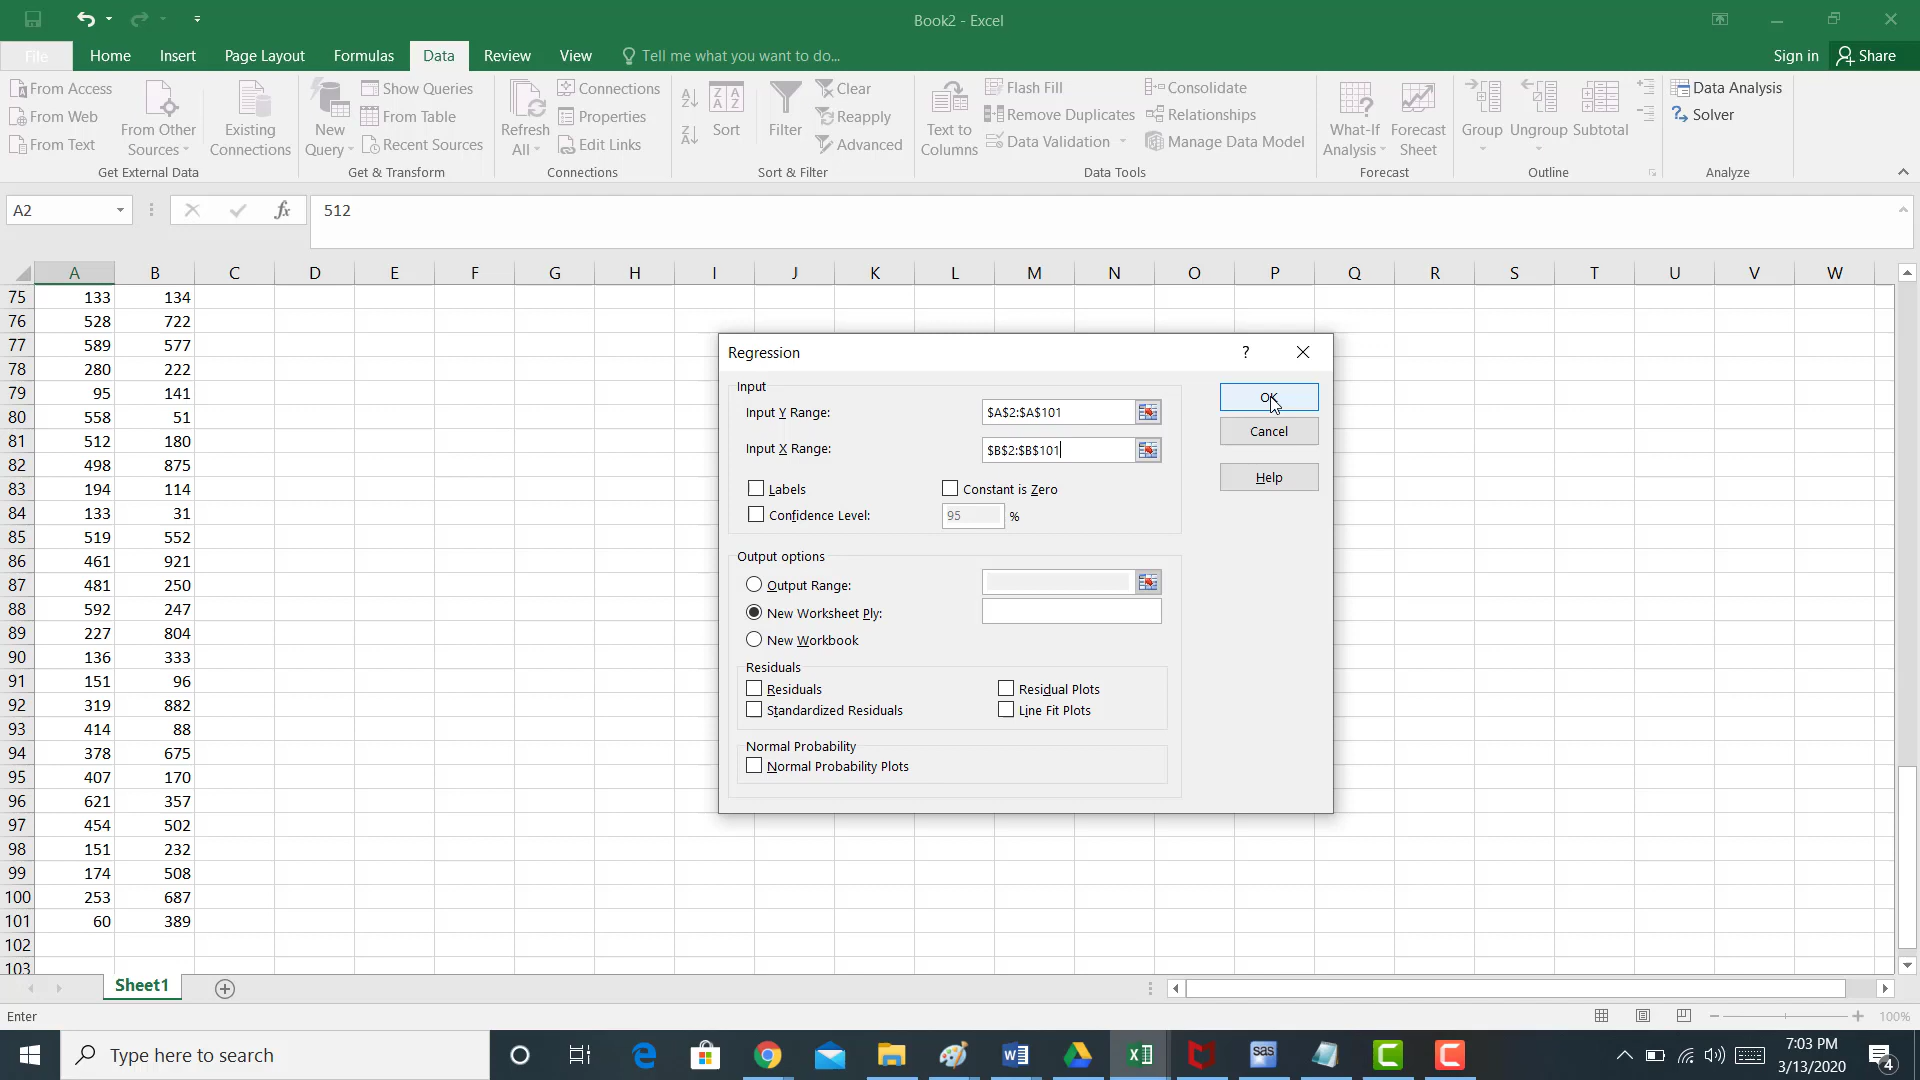 Book2 - Excel
File Home Insert Page Layout Formulas Data Review View Tell me what you want to do... Sign in Share
From Access
From Web
From Text
From Other Sources
Existing Connections
Get External Data
New Query
Show Queries
From Table
Recent Sources
Get & Transform
Refresh All
Connections
Properties
Edit Links
Connections
Sort
Filter
Clear
Reapply
Advanced
Sort & Filter
Text to Columns
Flash Fill
Remove Duplicates
Data Validation
Consolidate
Relationships
Manage Data Model
Data Tools
What-If Analysis
Forecast Sheet
Forecast
Group
Ungroup
Subtotal
Outline
Data Analysis
Solver
Analyze
A2 fx 512
A B C D E F G H I J K L M N O P Q R S T U V W
75 133 134
76 528 722
77 589 577
78 280 222
79 95 141
80 558 51
81 512 180
82 498 875
83 194 114
84 133 31
85 519 552
86 461 921
87 481 250
88 592 247
89 227 804
90 136 333
91 151 96
92 319 882
93 414 88
94 378 675
95 407 170
96 621 357
97 454 502
98 151 232
99 174 508
100 253 687
101 60 389
102
103
Regression ?
Input
Input Y Range: $A$2:$A$101
Input X Range: $B$2:$B$101
Labels Constant is Zero
Confidence Level: 95 %
Output options
Output Range:
New Worksheet Ply:
New Workbook
Residuals
Residuals Residual Plots
Standardized Residuals Line Fit Plots
Normal Probability
Normal Probability Plots
OK
Cancel
Help
Sheet1
Enter
100%
Type here to search
sas
7:03 PM
3/13/2020
4